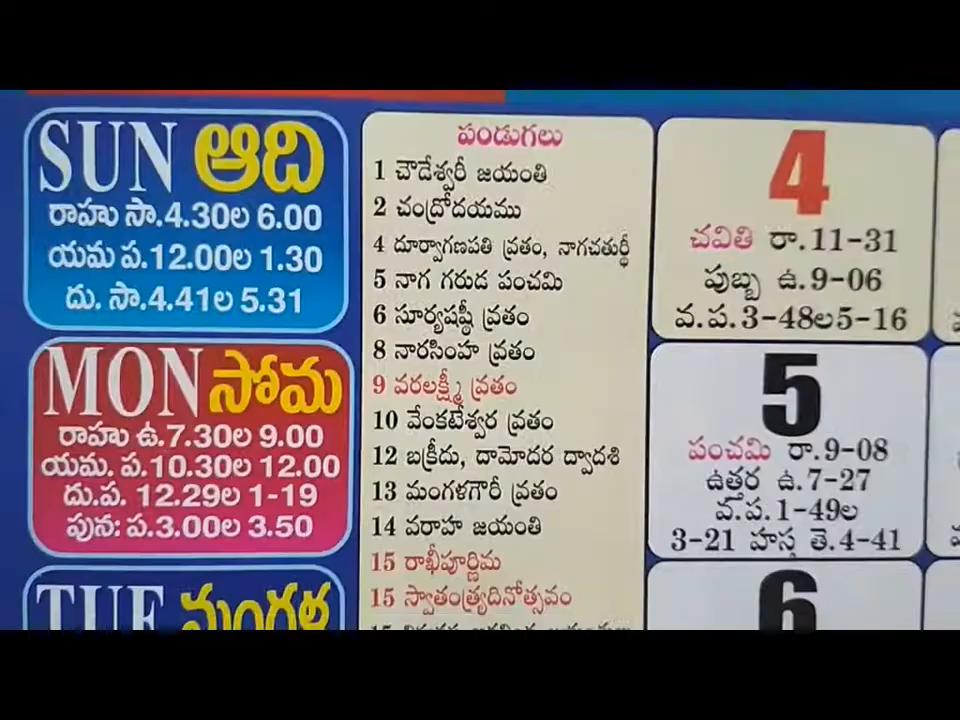 SUN ఆది
రాహు సా.4.30ల 6.00
యమ ప.12.00ల 1.30
దు. సా.4.41ల 5.31
MON సోమ
రాహు ఉ.7.30ల 9.00
యమ. ప.10.30ల 12.00
దు.ప. 12.29ల 1-19
పున: ప.3.00ల 3.50
TUE మంగళ
పండుగలు
1 చౌడేశ్వరీ జయంతి
2 చంద్రోదయము
4 దూర్వాగణపతి వ్రతం, నాగచతుర్థీ
5 నాగ గరుడ పంచమి
6 సూర్యషష్ఠీ వ్రతం
8 నారసింహ వ్రతం
9 వరలక్ష్మీ వ్రతం
10 వేంకటేశ్వర వ్రతం
12 బక్రీదు, దామోదర ద్వాదశి
13 మంగళగౌరీ వ్రతం
14 వరాహ జయంతి
15 రాఖీపూర్ణిమ
15 స్వాతంత్ర్యదినోత్సవం
4
చవితి రా.11-31
పుబ్బ ఉ.9-06
వ.ప.3-48ల5-16
5
పంచమి రా.9-08
ఉత్తర ఉ.7-27
వ.ప.1-49ల
3-21 హస్త తె.4-41
6